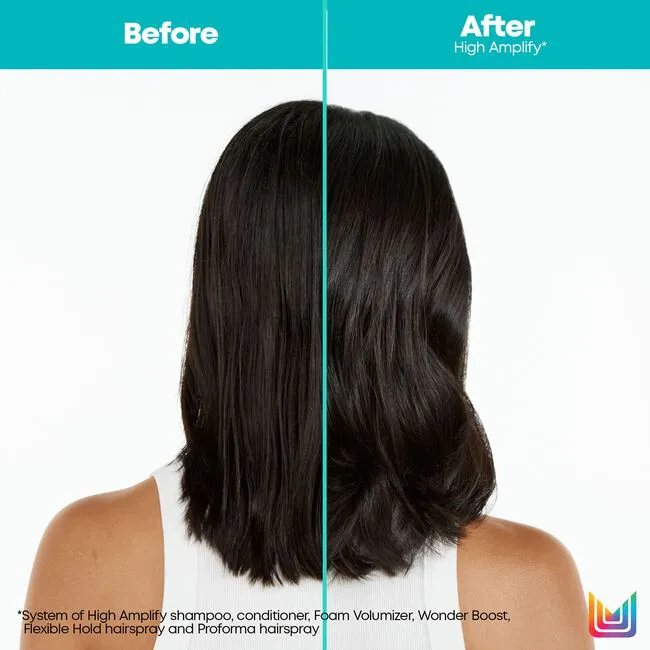 Before
After
High Amplify*
*System of High Amplify shampoo, conditioner, Foam Volumizer, Wonder Boost,
Flexible Hold hairspray and Proforma hairspray